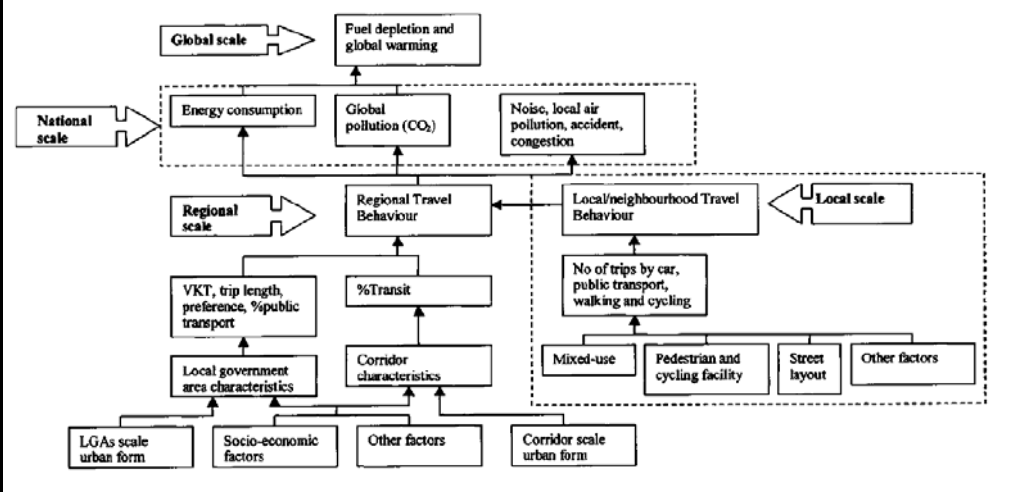 Global scale
Fuel depletion and
global warming
National
scale
Energy consumption
Global
pollution (CO₂)
Noise, local air
pollution, accident,
congestion
Regional
scale
Regional Travel
Behaviour
Local/neighbourhood Travel
Behaviour
Local scale
VKT, trip length,
preference, %public
transport
%Transit
No of trips by car,
public transport,
walking and cycling
Local government
area characteristics
Corridor
characteristics
Mixed-use
Pedestrian and
cycling facility
Street
layout
Other factors
LGAs scale
urban form
Socio-economic
factors
Other factors
Corridor scale
urban form